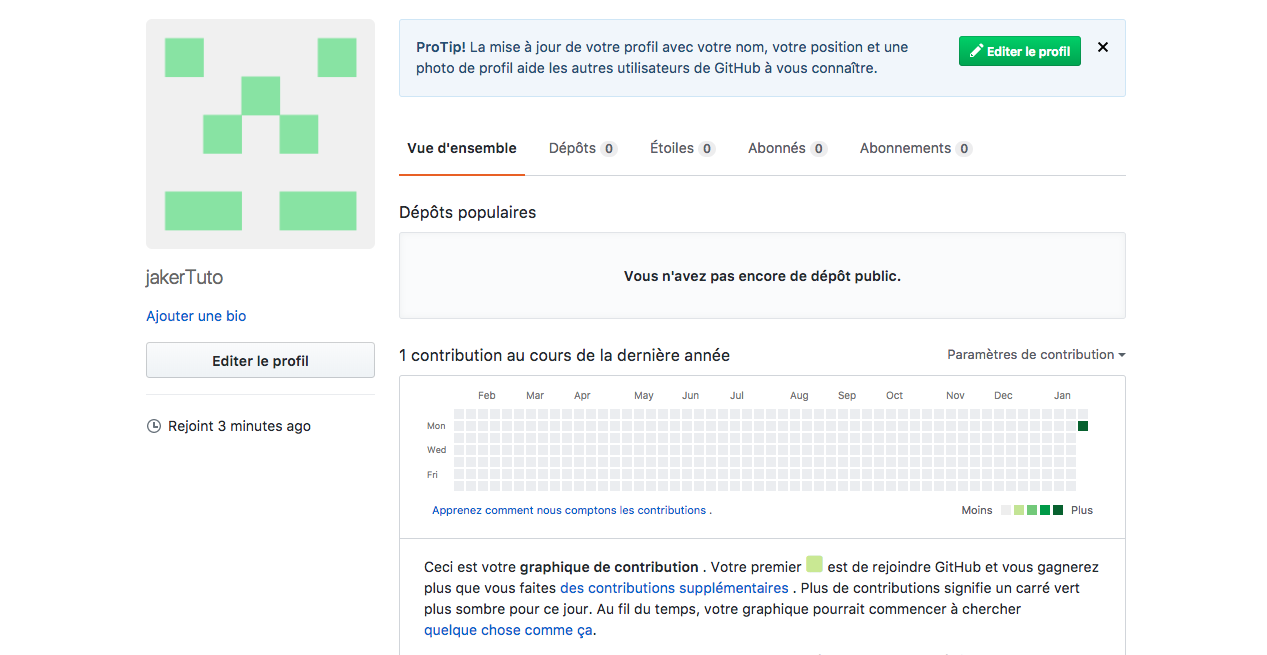 ProTip! La mise à jour de votre profil avec votre nom, votre position et une
photo de profil aide les autres utilisateurs de GitHub à vous connaître.
Editer le profil
Vue d'ensemble Dépôts 0 Étoiles 0 Abonnés 0 Abonnements 0
jakerTuto
Ajouter une bio
Editer le profil
Rejoint 3 minutes ago
Dépôts populaires
Vous n'avez pas encore de dépôt public.
1 contribution au cours de la dernière année
Paramètres de contribution
Feb Mar Apr May Jun Jul Aug Sep Oct Nov Dec Jan
Mon
Wed
Fri
Apprenez comment nous comptons les contributions .
Moins Plus
Ceci est votre graphique de contribution . Votre premier est de rejoindre GitHub et vous gagnerez
plus que vous faites des contributions supplémentaires . Plus de contributions signifie un carré vert
plus sombre pour ce jour. Au fil du temps, votre graphique pourrait commencer à chercher
quelque chose comme ça.